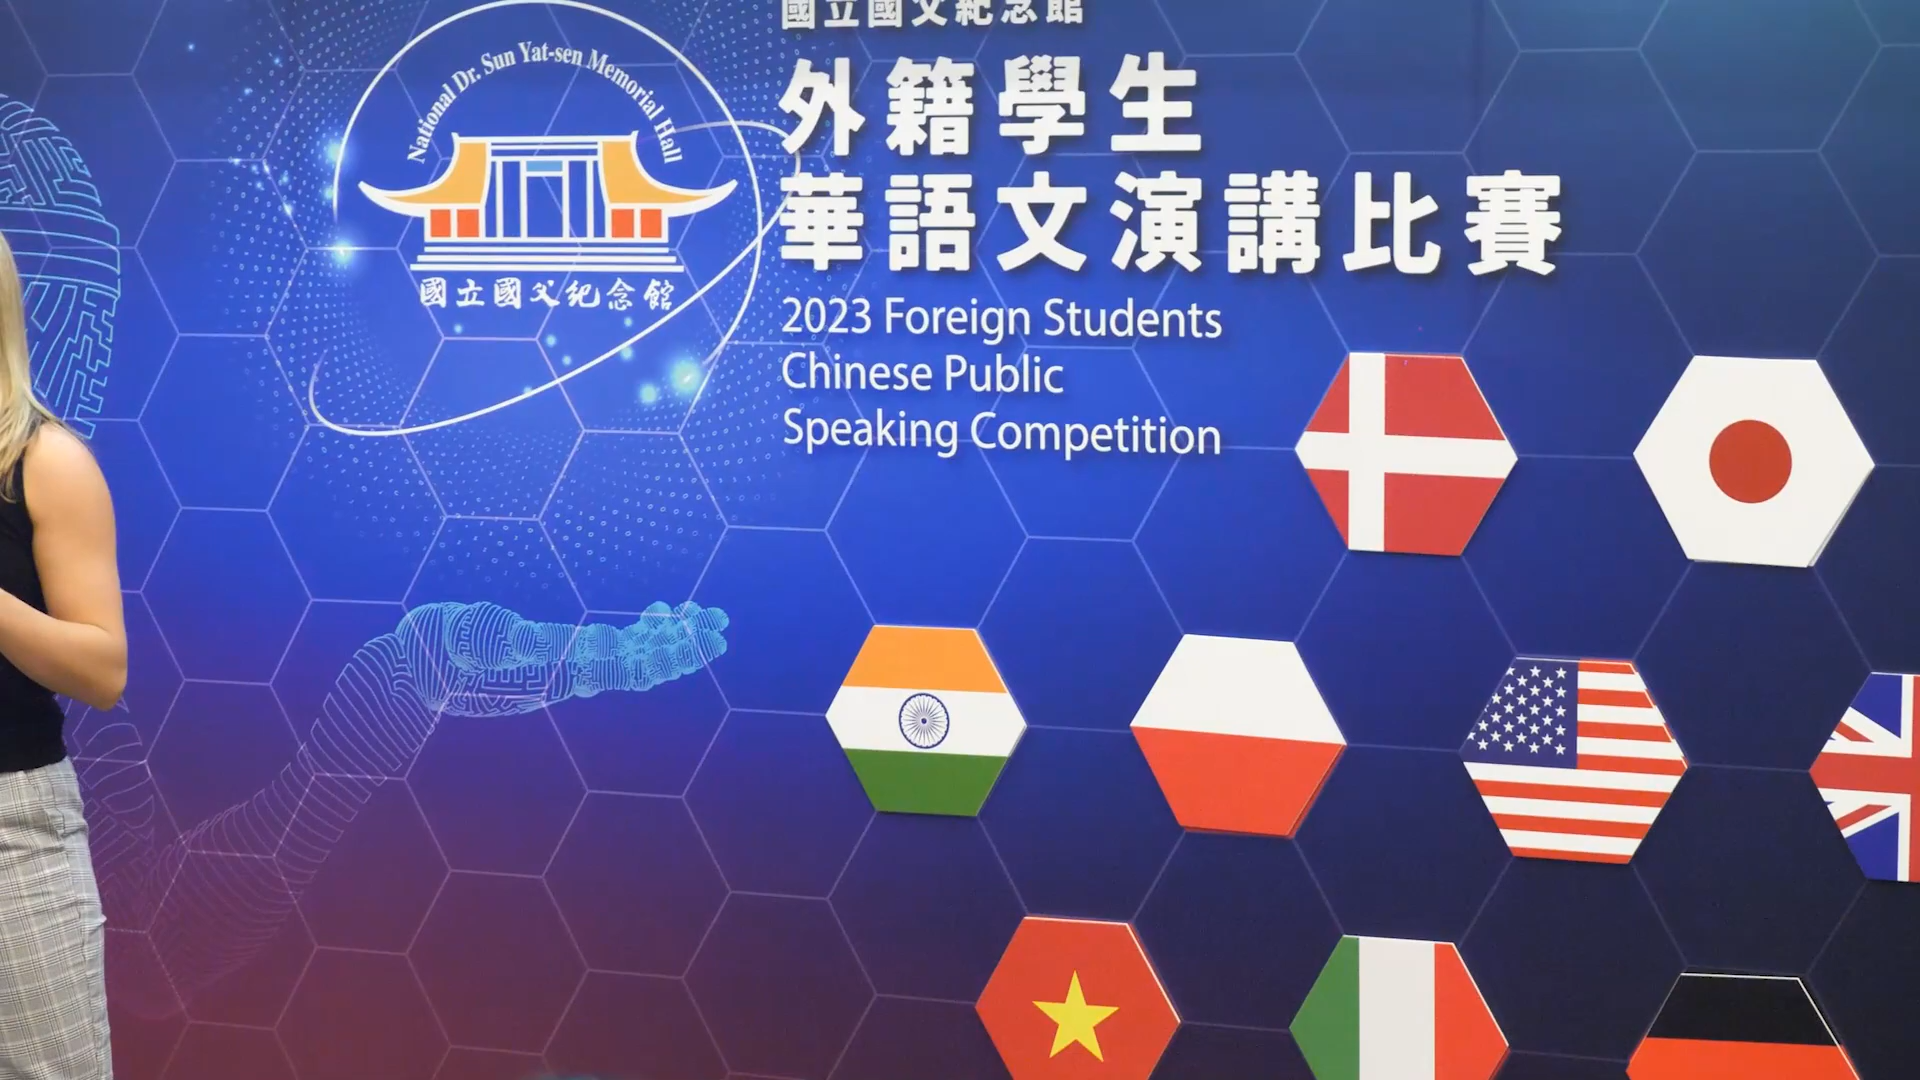 國立國父紀念館
外籍學生
華語文演講比賽
2023 Foreign Students
Chinese Public
Speaking Competition
National Dr. Sun Yat-sen Memorial Hall
國立國父紀念館